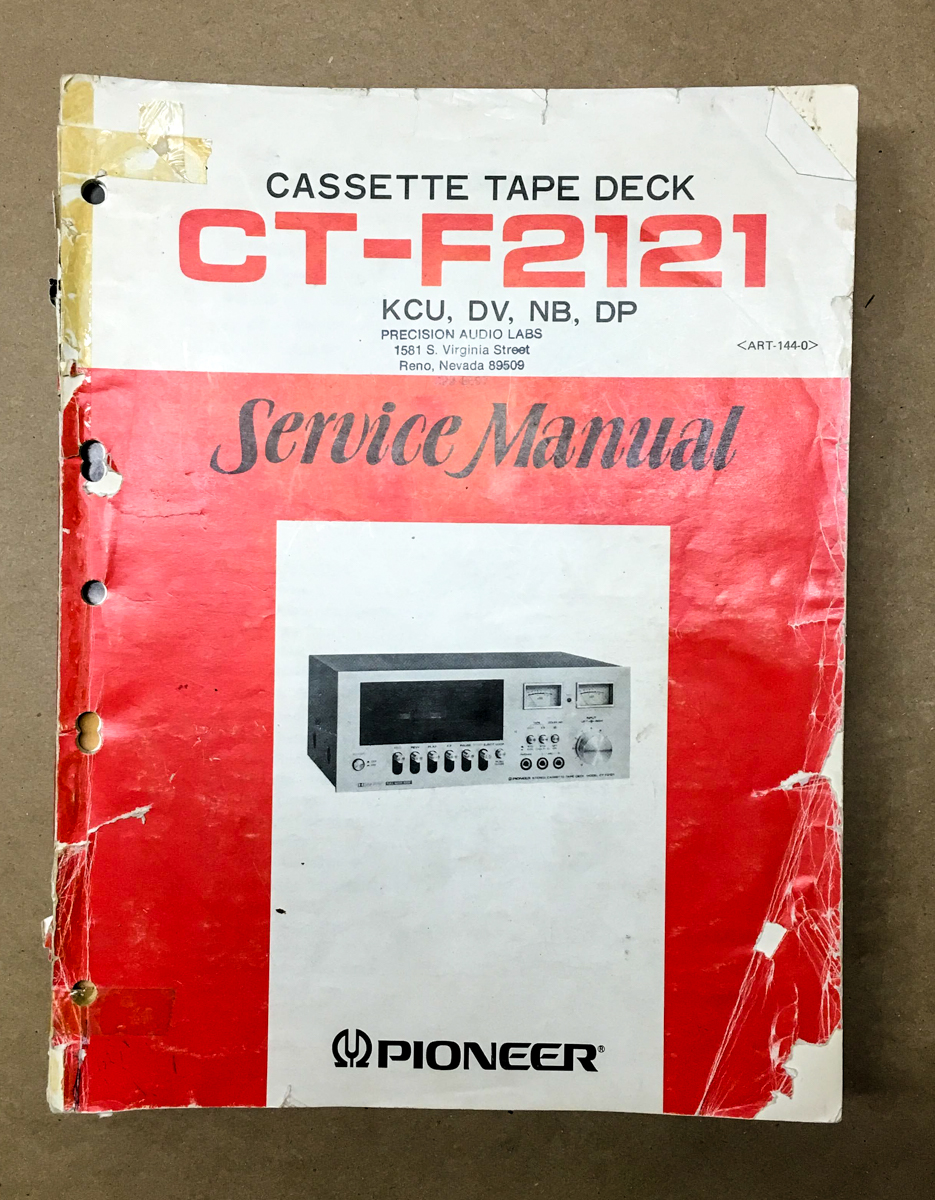 CASSETTE TAPE DECK
CT-F2121
KCU, DV, NB, DP
PRECISION AUDIO LABS
1581 S. Virginia Street
Reno, Nevada 89509
<ART-144-0>
Service Manual
PIONEER®